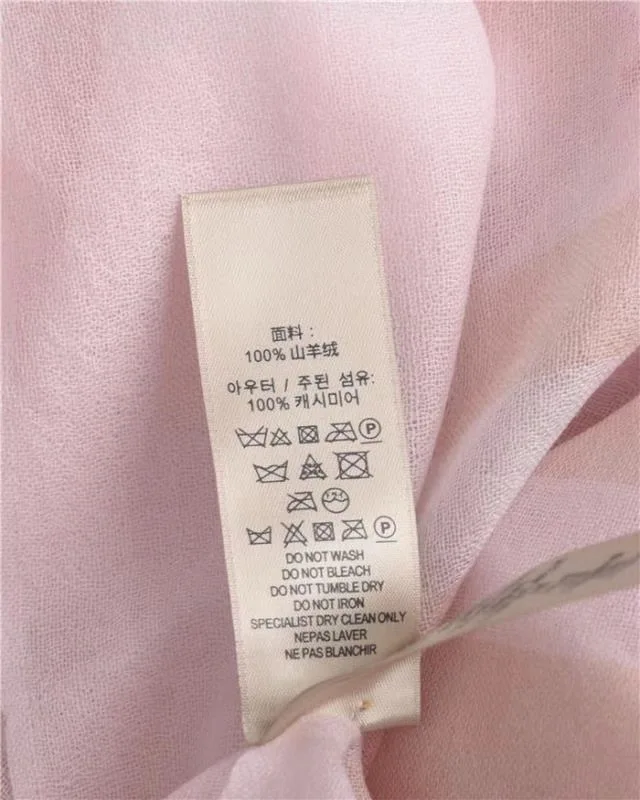 面料：
100% 山羊绒
아우터 / 주된 섬유:
100% 캐시미어
P
P
DO NOT WASH
DO NOT BLEACH
DO NOT TUMBLE DRY
DO NOT IRON
SPECIALIST DRY CLEAN ONLY
NEPAS LAVER
NE PAS BLANCHIR